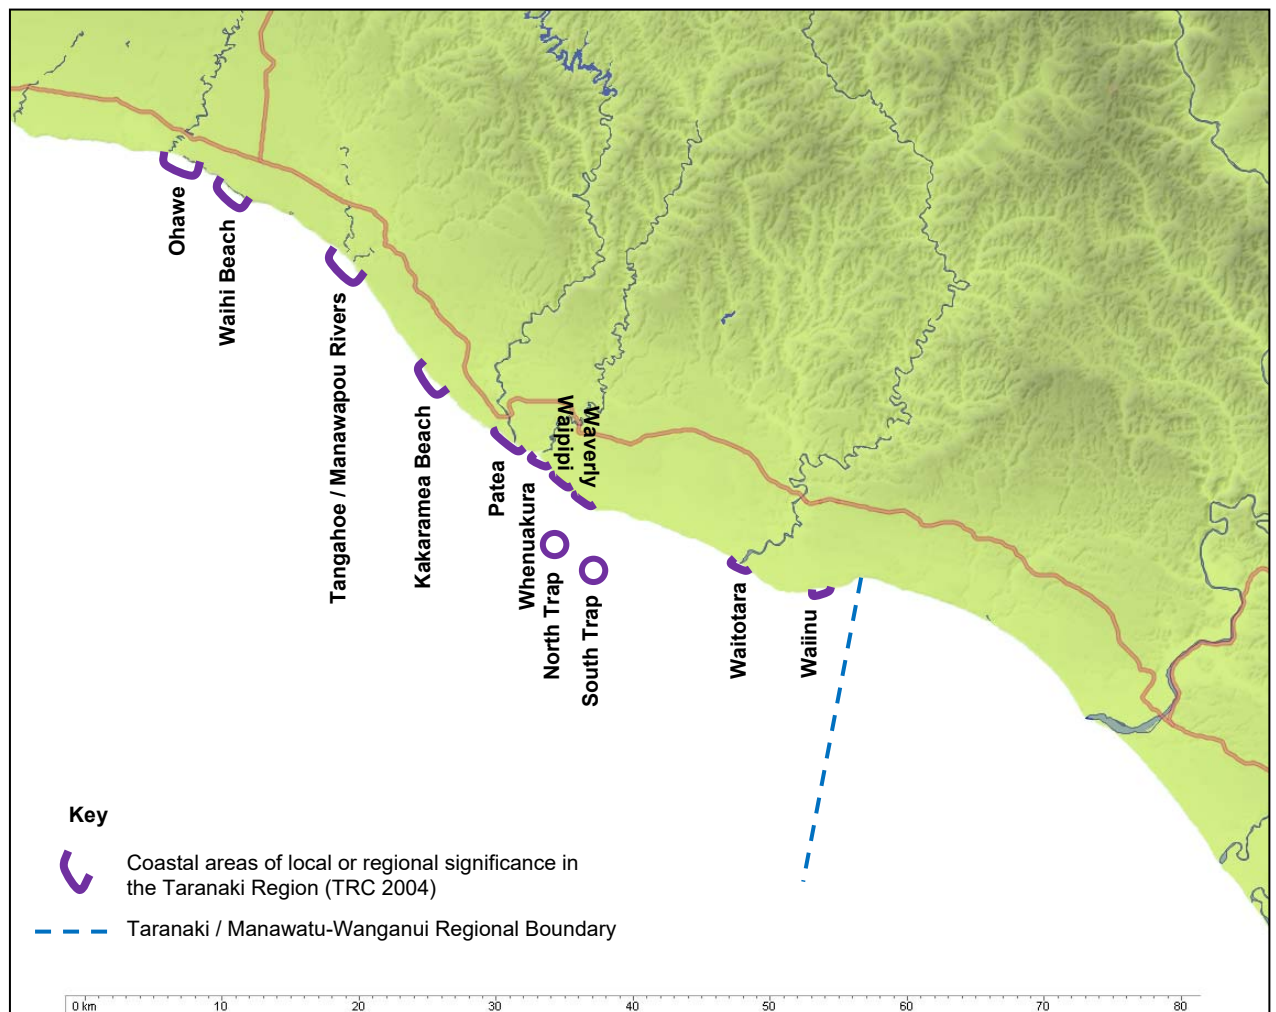 Ohawe
Waihi Beach
Tangahoe / Manawapou Rivers
Kakaramea Beach
Patea
Whenuakura
Waipipi
Waverly
North Trap
South Trap
Waitotara
Waiinu
Key
Coastal areas of local or regional significance in
the Taranaki Region (TRC 2004)
Taranaki / Manawatu-Wanganui Regional Boundary
0 km 10 20 30 40 50 60 70 80